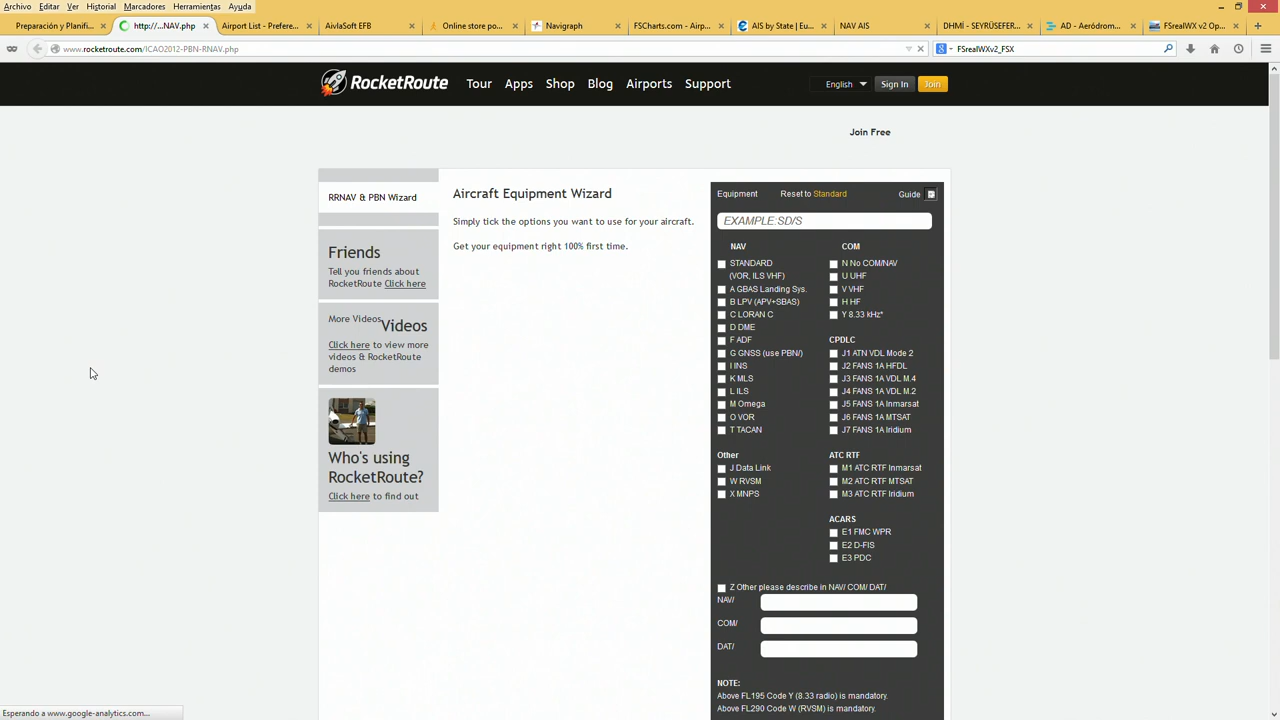 Archivo Editar Ver Historial Marcadores Herramientas Ayuda
Preparación y Planifi... × http://...NAV.php × Airport List - Prefere... × AivlaSoft EFB × Online store po... × Navigraph × FSCharts.com - Airp... × AIS by State | Eu... × NAV AIS × DHMİ - SEYRÜSEFER... × AD - Aeródrom... × FSrealWX v2 Op... ×
www.rocketroute.com/ICAO2012-PBN-RNAV.php
FSrealWXv2_FSX
RocketRoute Tour Apps Shop Blog Airports Support English Sign In Join
Join Free
RRNAV & PBN Wizard
Friends
Tell you friends about
RocketRoute Click here
More Videos
Videos
Click here to view more
videos & RocketRoute
demos
Who's using
RocketRoute?
Click here to find out
Aircraft Equipment Wizard
Simply tick the options you want to use for your aircraft.
Get your equipment right 100% first time.
Equipment Reset to Standard Guide
EXAMPLE:SD/S
NAV
STANDARD
(VOR, ILS VHF)
A GBAS Landing Sys.
B LPV (APV+SBAS)
C LORAN C
D DME
F ADF
G GNSS (use PBN/)
I INS
K MLS
L ILS
M Omega
O VOR
T TACAN
Other
J Data Link
W RVSM
X MNPS
COM
N No COM/NAV
U UHF
V VHF
H HF
Y 8.33 kHz*
CPDLC
J1 ATN VDL Mode 2
J2 FANS 1A HFDL
J3 FANS 1A VDL M.4
J4 FANS 1A VDL M.2
J5 FANS 1A Inmarsat
J6 FANS 1A MTSAT
J7 FANS 1A Iridium
ATC RTF
M1 ATC RTF Inmarsat
M2 ATC RTF MTSAT
M3 ATC RTF Iridium
ACARS
E1 FMC WPR
E2 D-FIS
E3 PDC
Z Other please describe in NAV/ COM/ DAT/
NAV/
COM/
DAT/
NOTE:
Above FL195 Code Y (8.33 radio) is mandatory.
Above FL290 Code W (RVSM) is mandatory.
Esperando a www.google-analytics.com...